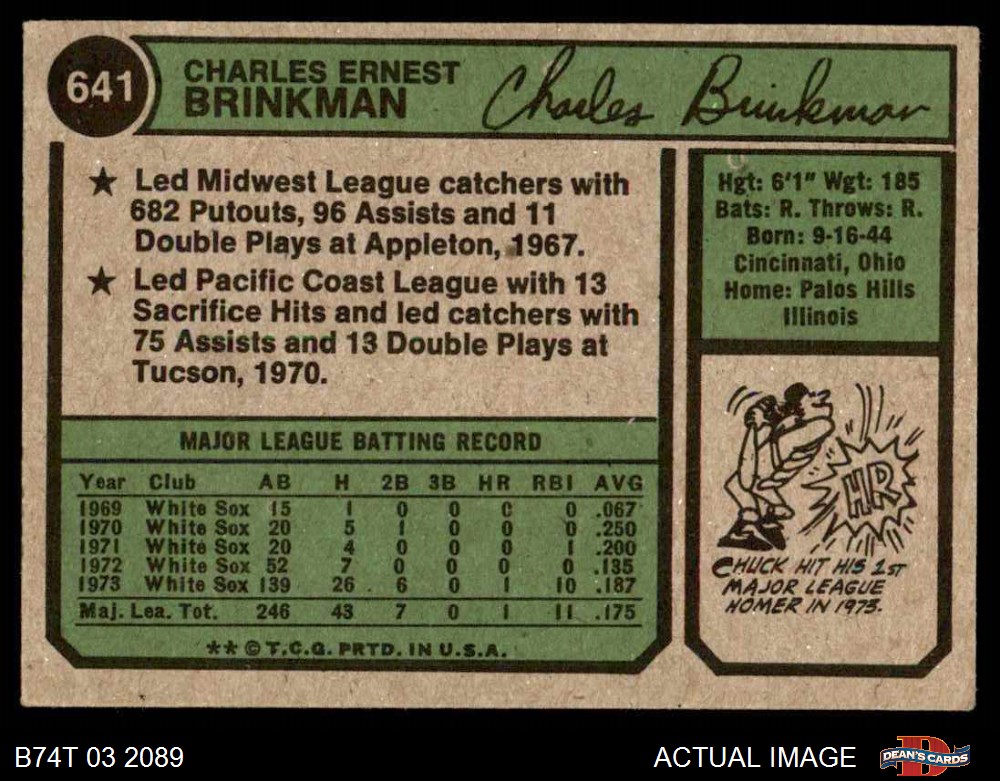 641
CHARLES ERNEST
BRINKMAN
Charles Brinkman
★ Led Midwest League catchers with
682 Putouts, 96 Assists and 11
Double Plays at Appleton, 1967.
★ Led Pacific Coast League with 13
Sacrifice Hits and led catchers with
75 Assists and 13 Double Plays at
Tucson, 1970.
Hgt: 6'1" Wgt: 185
Bats: R. Throws: R.
Born: 9-16-44
Cincinnati, Ohio
Home: Palos Hills
Illinois
MAJOR LEAGUE BATTING RECORD
Year Club AB H 2B 3B HR RBI AVG
1969 White Sox 15 1 0 0 0 0 .067
1970 White Sox 20 5 1 0 0 0 .250
1971 White Sox 20 4 0 0 0 1 .200
1972 White Sox 52 7 0 0 0 0 .135
1973 White Sox 139 26 6 0 1 10 .187
Maj. Lea. Tot. 246 43 7 0 1 11 .175
** © T.C.G. PRTD. IN U.S.A.
HR
CHUCK HIT HIS 1ST
MAJOR LEAGUE
HOMER IN 1973.
B74T 03 2089
ACTUAL IMAGE
DEAN'S CARDS